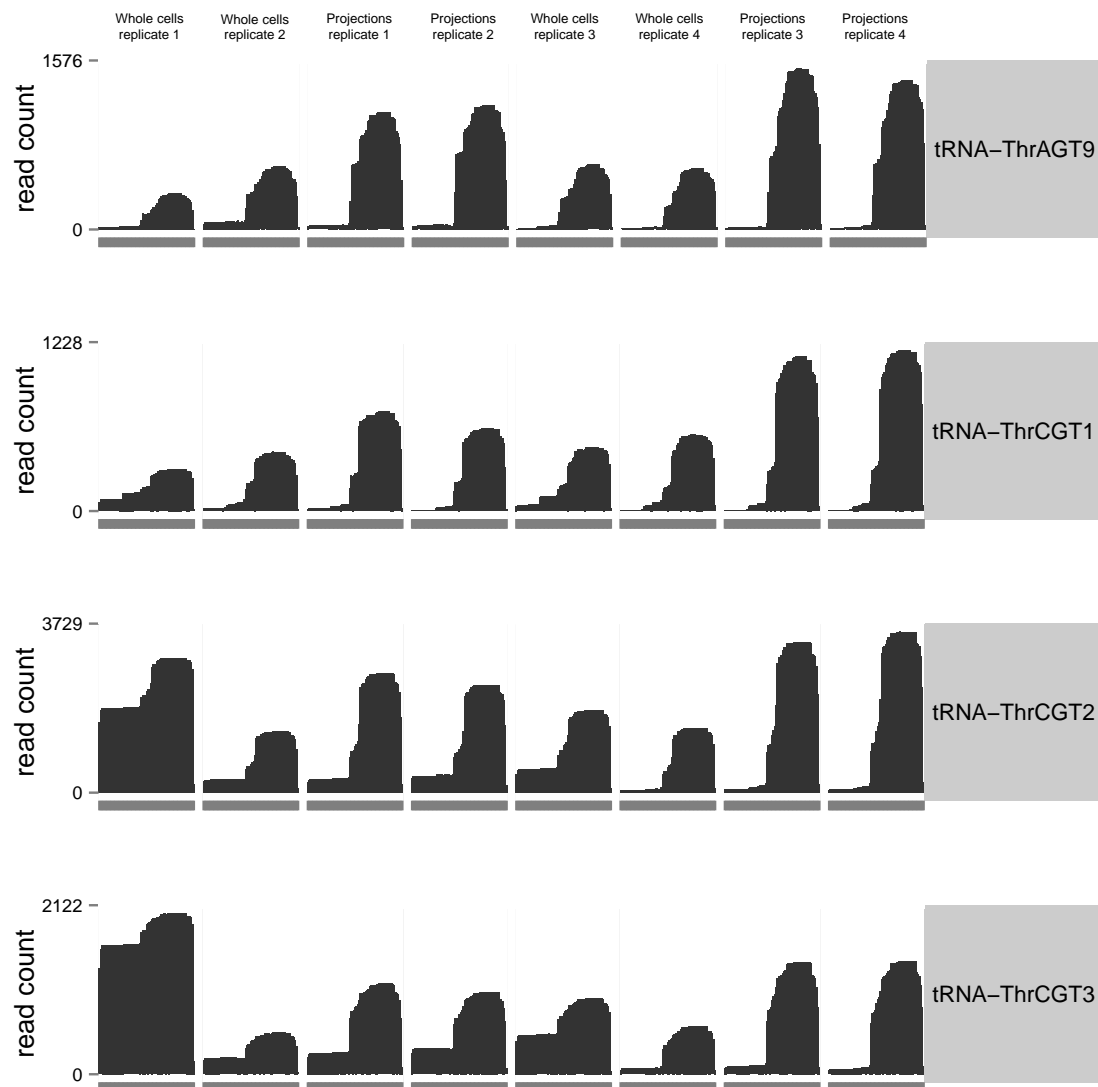 Whole cells
replicate 1
Whole cells
replicate 2
Projections
replicate 1
Projections
replicate 2
Whole cells
replicate 3
Whole cells
replicate 4
Projections
replicate 3
Projections
replicate 4
1576
read count
0
tRNA−ThrAGT9
1228
read count
0
tRNA−ThrCGT1
3729
read count
0
tRNA−ThrCGT2
2122
read count
0
tRNA−ThrCGT3